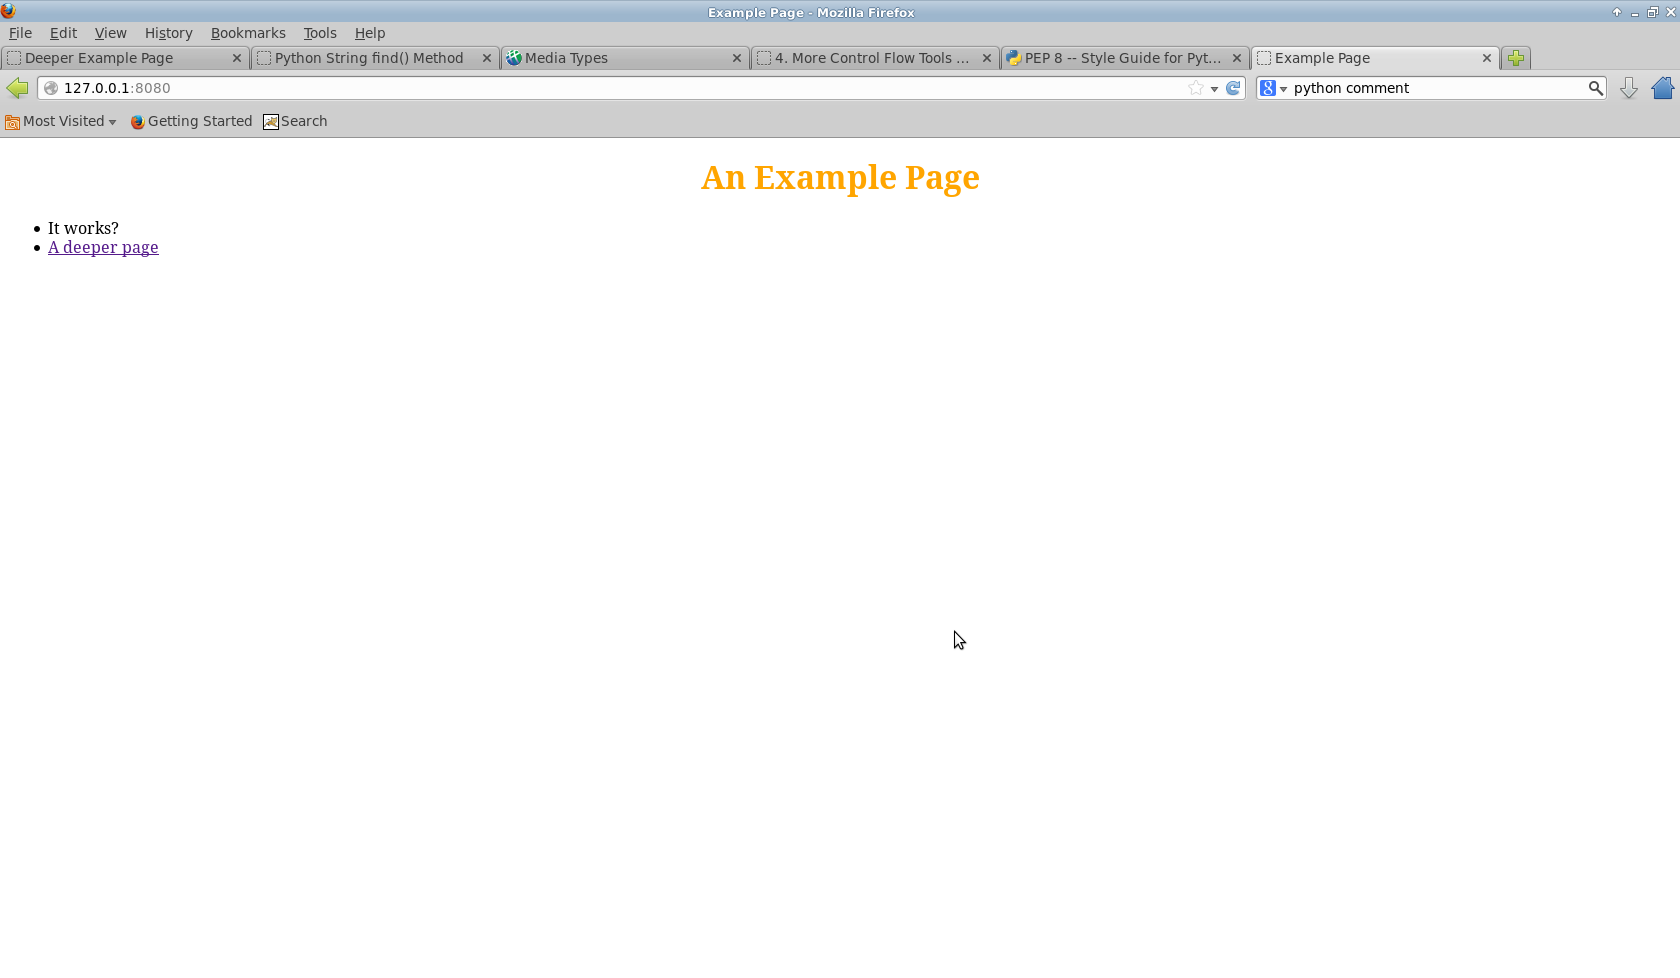 Example Page - Mozilla Firefox
File Edit View History Bookmarks Tools Help
Deeper Example Page Python String find() Method Media Types 4. More Control Flow Tools ... PEP 8 -- Style Guide for Pyt... Example Page
127.0.0.1:8080 8 python comment
Most Visited Getting Started Search
An Example Page
• It works?
• A deeper page